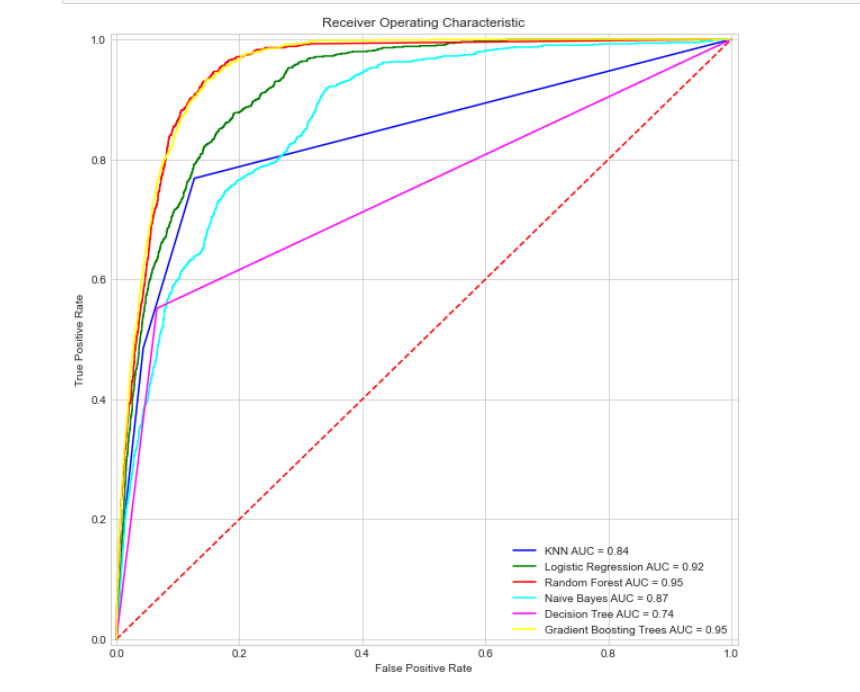 Receiver Operating Characteristic
1.0
0.8
0.6
0.4
0.2
0.0
True Positive Rate
KNN AUC = 0.84
Logistic Regression AUC = 0.92
Random Forest AUC = 0.95
Naive Bayes AUC = 0.87
Decision Tree AUC = 0.74
Gradient Boosting Trees AUC = 0.95
0.0 0.2 0.4 0.6 0.8 1.0
False Positive Rate